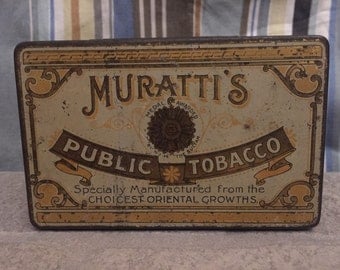 MURATTI'S
PUBLIC TOBACCO
Specially Manufactured from the
CHOICEST ORIENTAL GROWTHS.